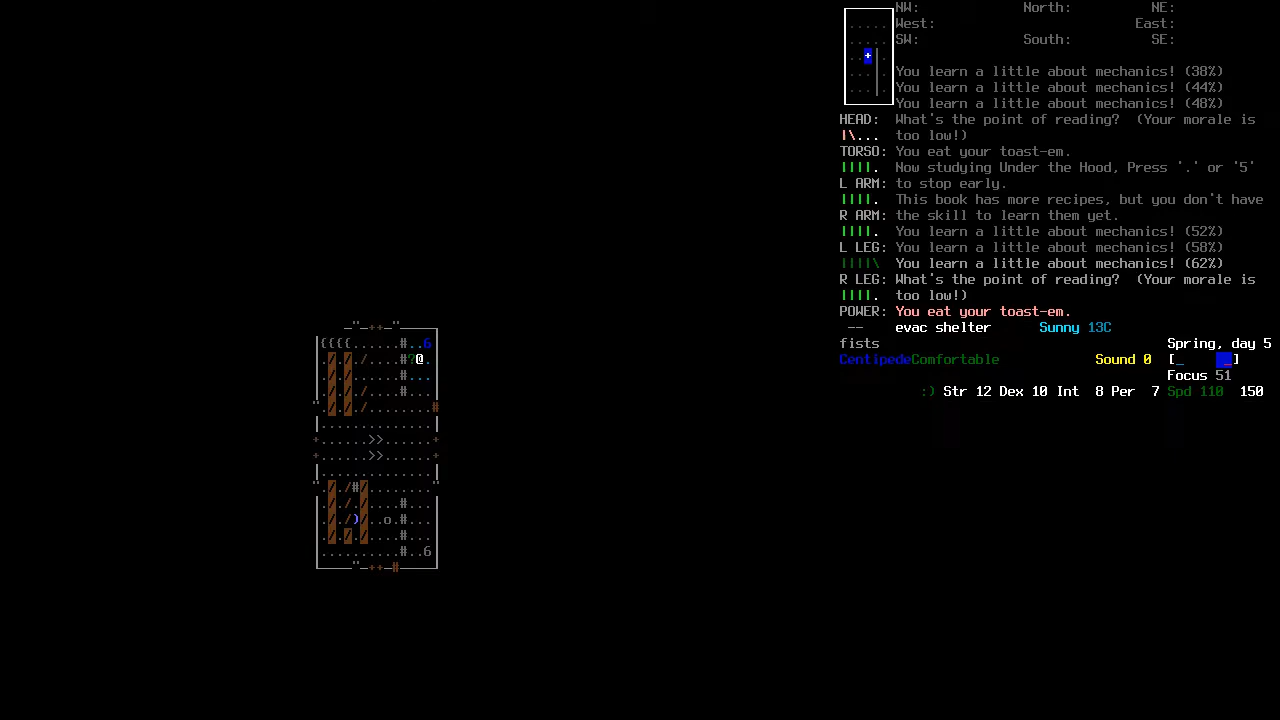 NW: North: NE:
West: East:
SW: South: SE:
You learn a little about mechanics! (38%)
You learn a little about mechanics! (44%)
You learn a little about mechanics! (48%)
HEAD: What's the point of reading?  (Your morale is
I\... too low!)
TORSO: You eat your toast-em.
IIII. Now studying Under the Hood, Press '.' or '5'
L ARM: to stop early.
IIII. This book has more recipes, but you don't have
R ARM: the skill to learn them yet.
IIII. You learn a little about mechanics! (52%)
L LEG: You learn a little about mechanics! (58%)
IIII\ You learn a little about mechanics! (62%)
R LEG: What's the point of reading?  (Your morale is
IIII. too low!)
POWER: You eat your toast-em.
-- evac shelter Sunny 13C
fists Spring, day 5
Centipede Comfortable Sound 0 [_ _]
Focus 51
:) Str 12 Dex 10 Int 8 Per 7 Spd 110 150